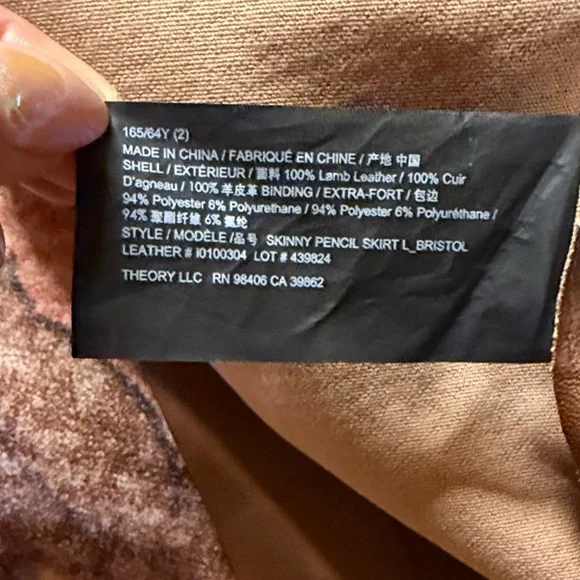 165/64Y (2)
MADE IN CHINA / FABRIQUÉ EN CHINE / 产地 中国
SHELL / EXTÉRIEUR / 面料 100% Lamb Leather / 100% Cuir
D'agneau / 100% 羊皮革 BINDING / EXTRA-FORT / 包边
94% Polyester 6% Polyurethane / 94% Polyester 6% Polyuréthane /
94% 聚酯纤维 6% 氨纶
STYLE / MODÈLE /品号 SKINNY PENCIL SKIRT L_BRISTOL
LEATHER # I0100304 LOT # 439824
THEORY LLC RN 98406 CA 39862